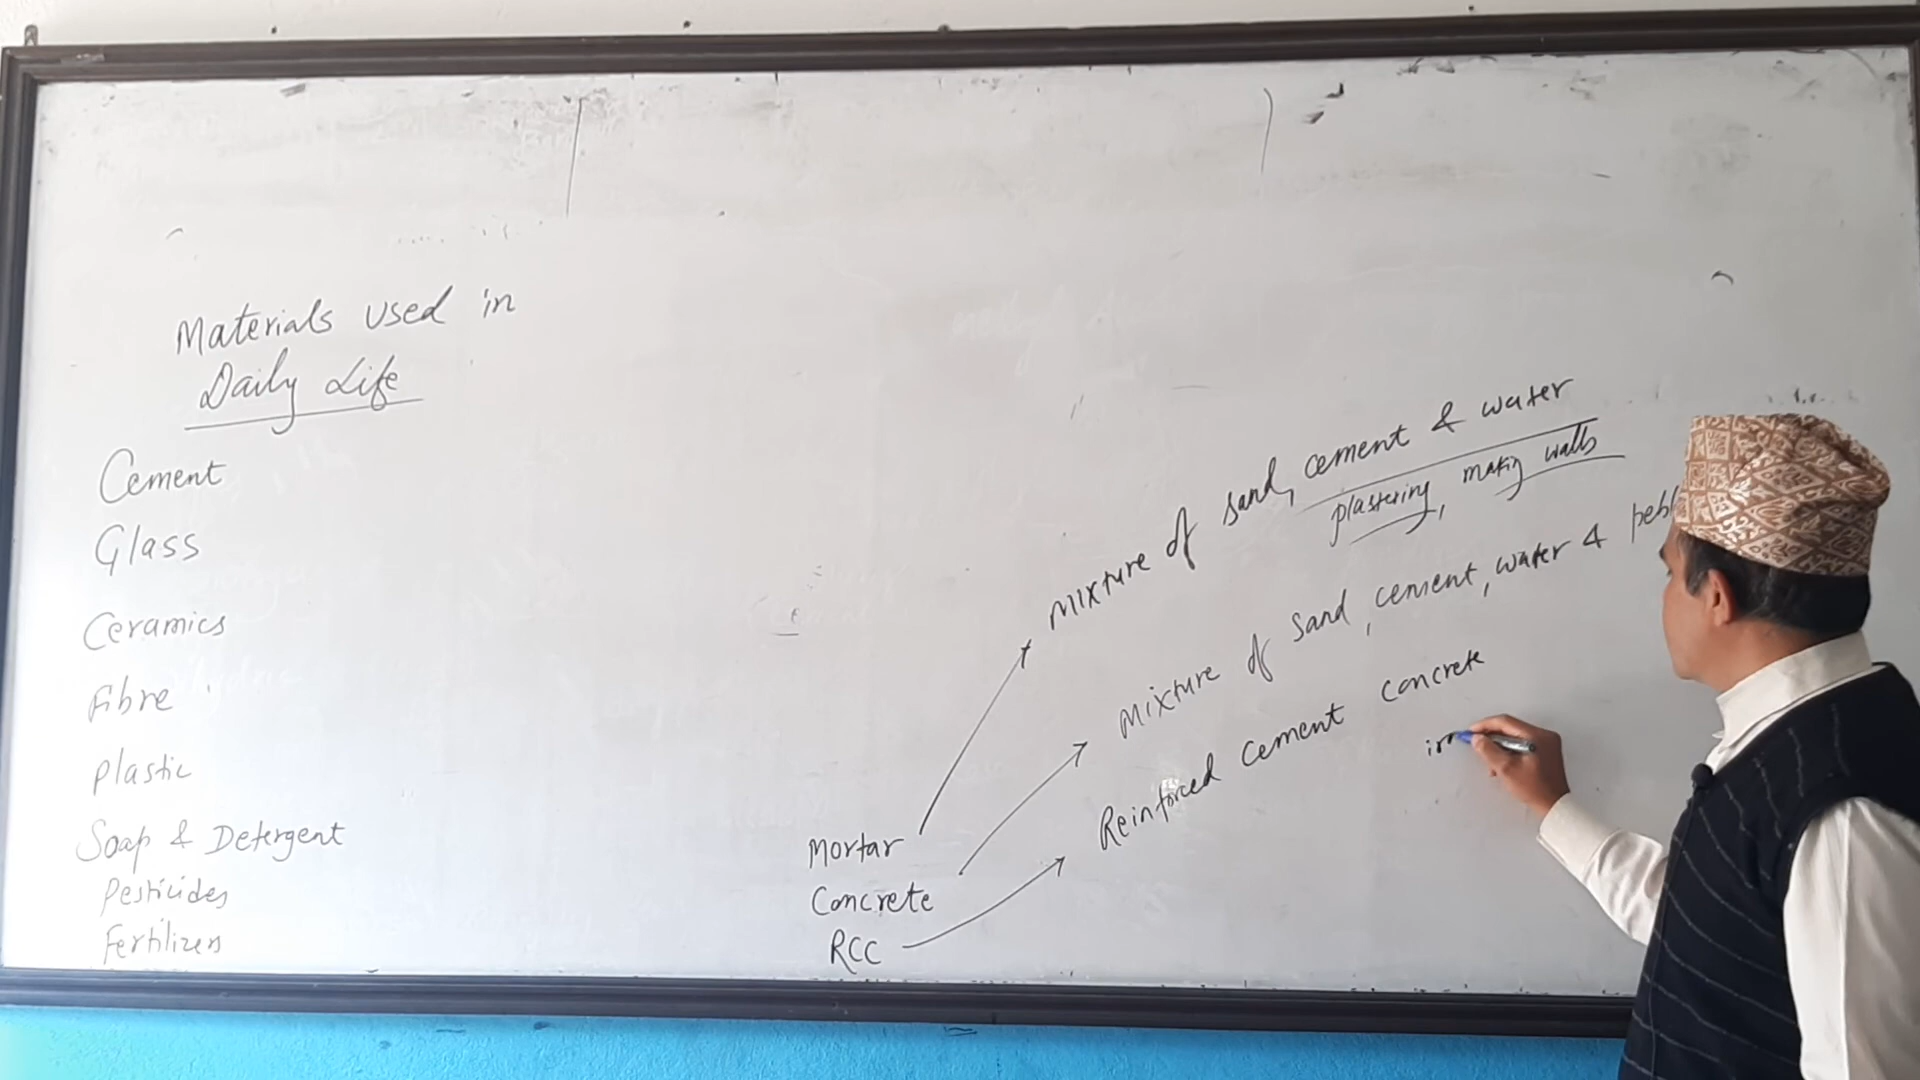 Materials used in
Daily Life
Cement
Glass
Ceramics
Fibre
Plastic
Soap & Detergent
Pesticides
Fertilizers
Mortar
Concrete
RCC
Mixture of sand, cement & water
plastering, making walls
Mixture of sand, cement, water &
Reinforced cement concrete